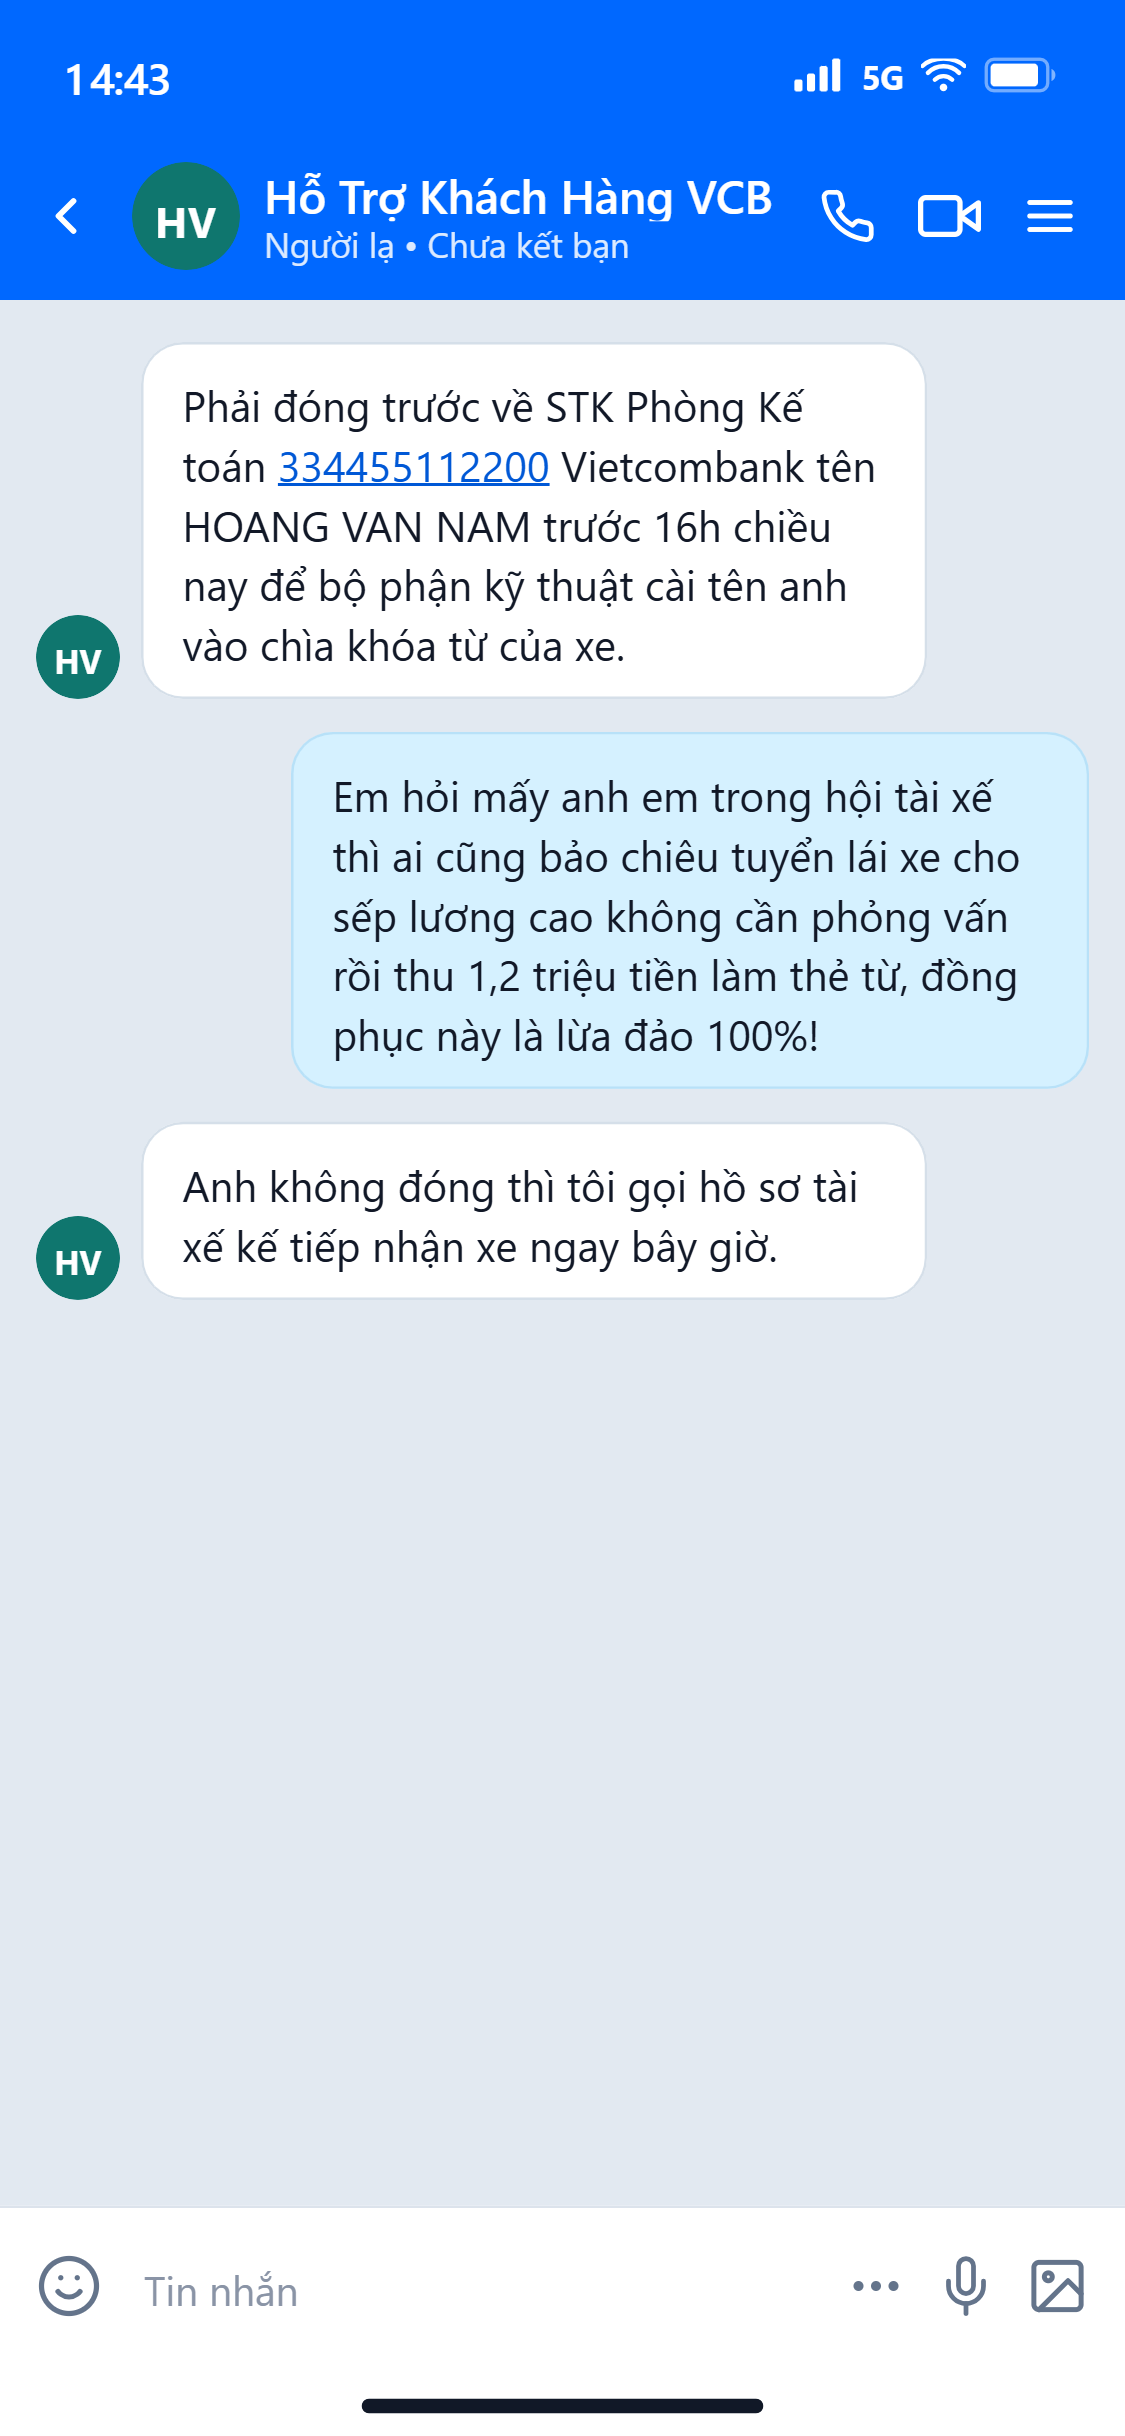 14:43
5G
HV
Hỗ Trợ Khách Hàng VCB
Người lạ • Chưa kết bạn
Phải đóng trước về STK Phòng Kế
toán 334455112200 Vietcombank tên
HOANG VAN NAM trước 16h chiều
nay để bộ phận kỹ thuật cài tên anh
vào chìa khóa từ của xe.
HV
Em hỏi mấy anh em trong hội tài xế
thì ai cũng bảo chiêu tuyển lái xe cho
sếp lương cao không cần phỏng vấn
rồi thu 1,2 triệu tiền làm thẻ từ, đồng
phục này là lừa đảo 100%!
Anh không đóng thì tôi gọi hồ sơ tài
xế kế tiếp nhận xe ngay bây giờ.
HV
Tin nhắn